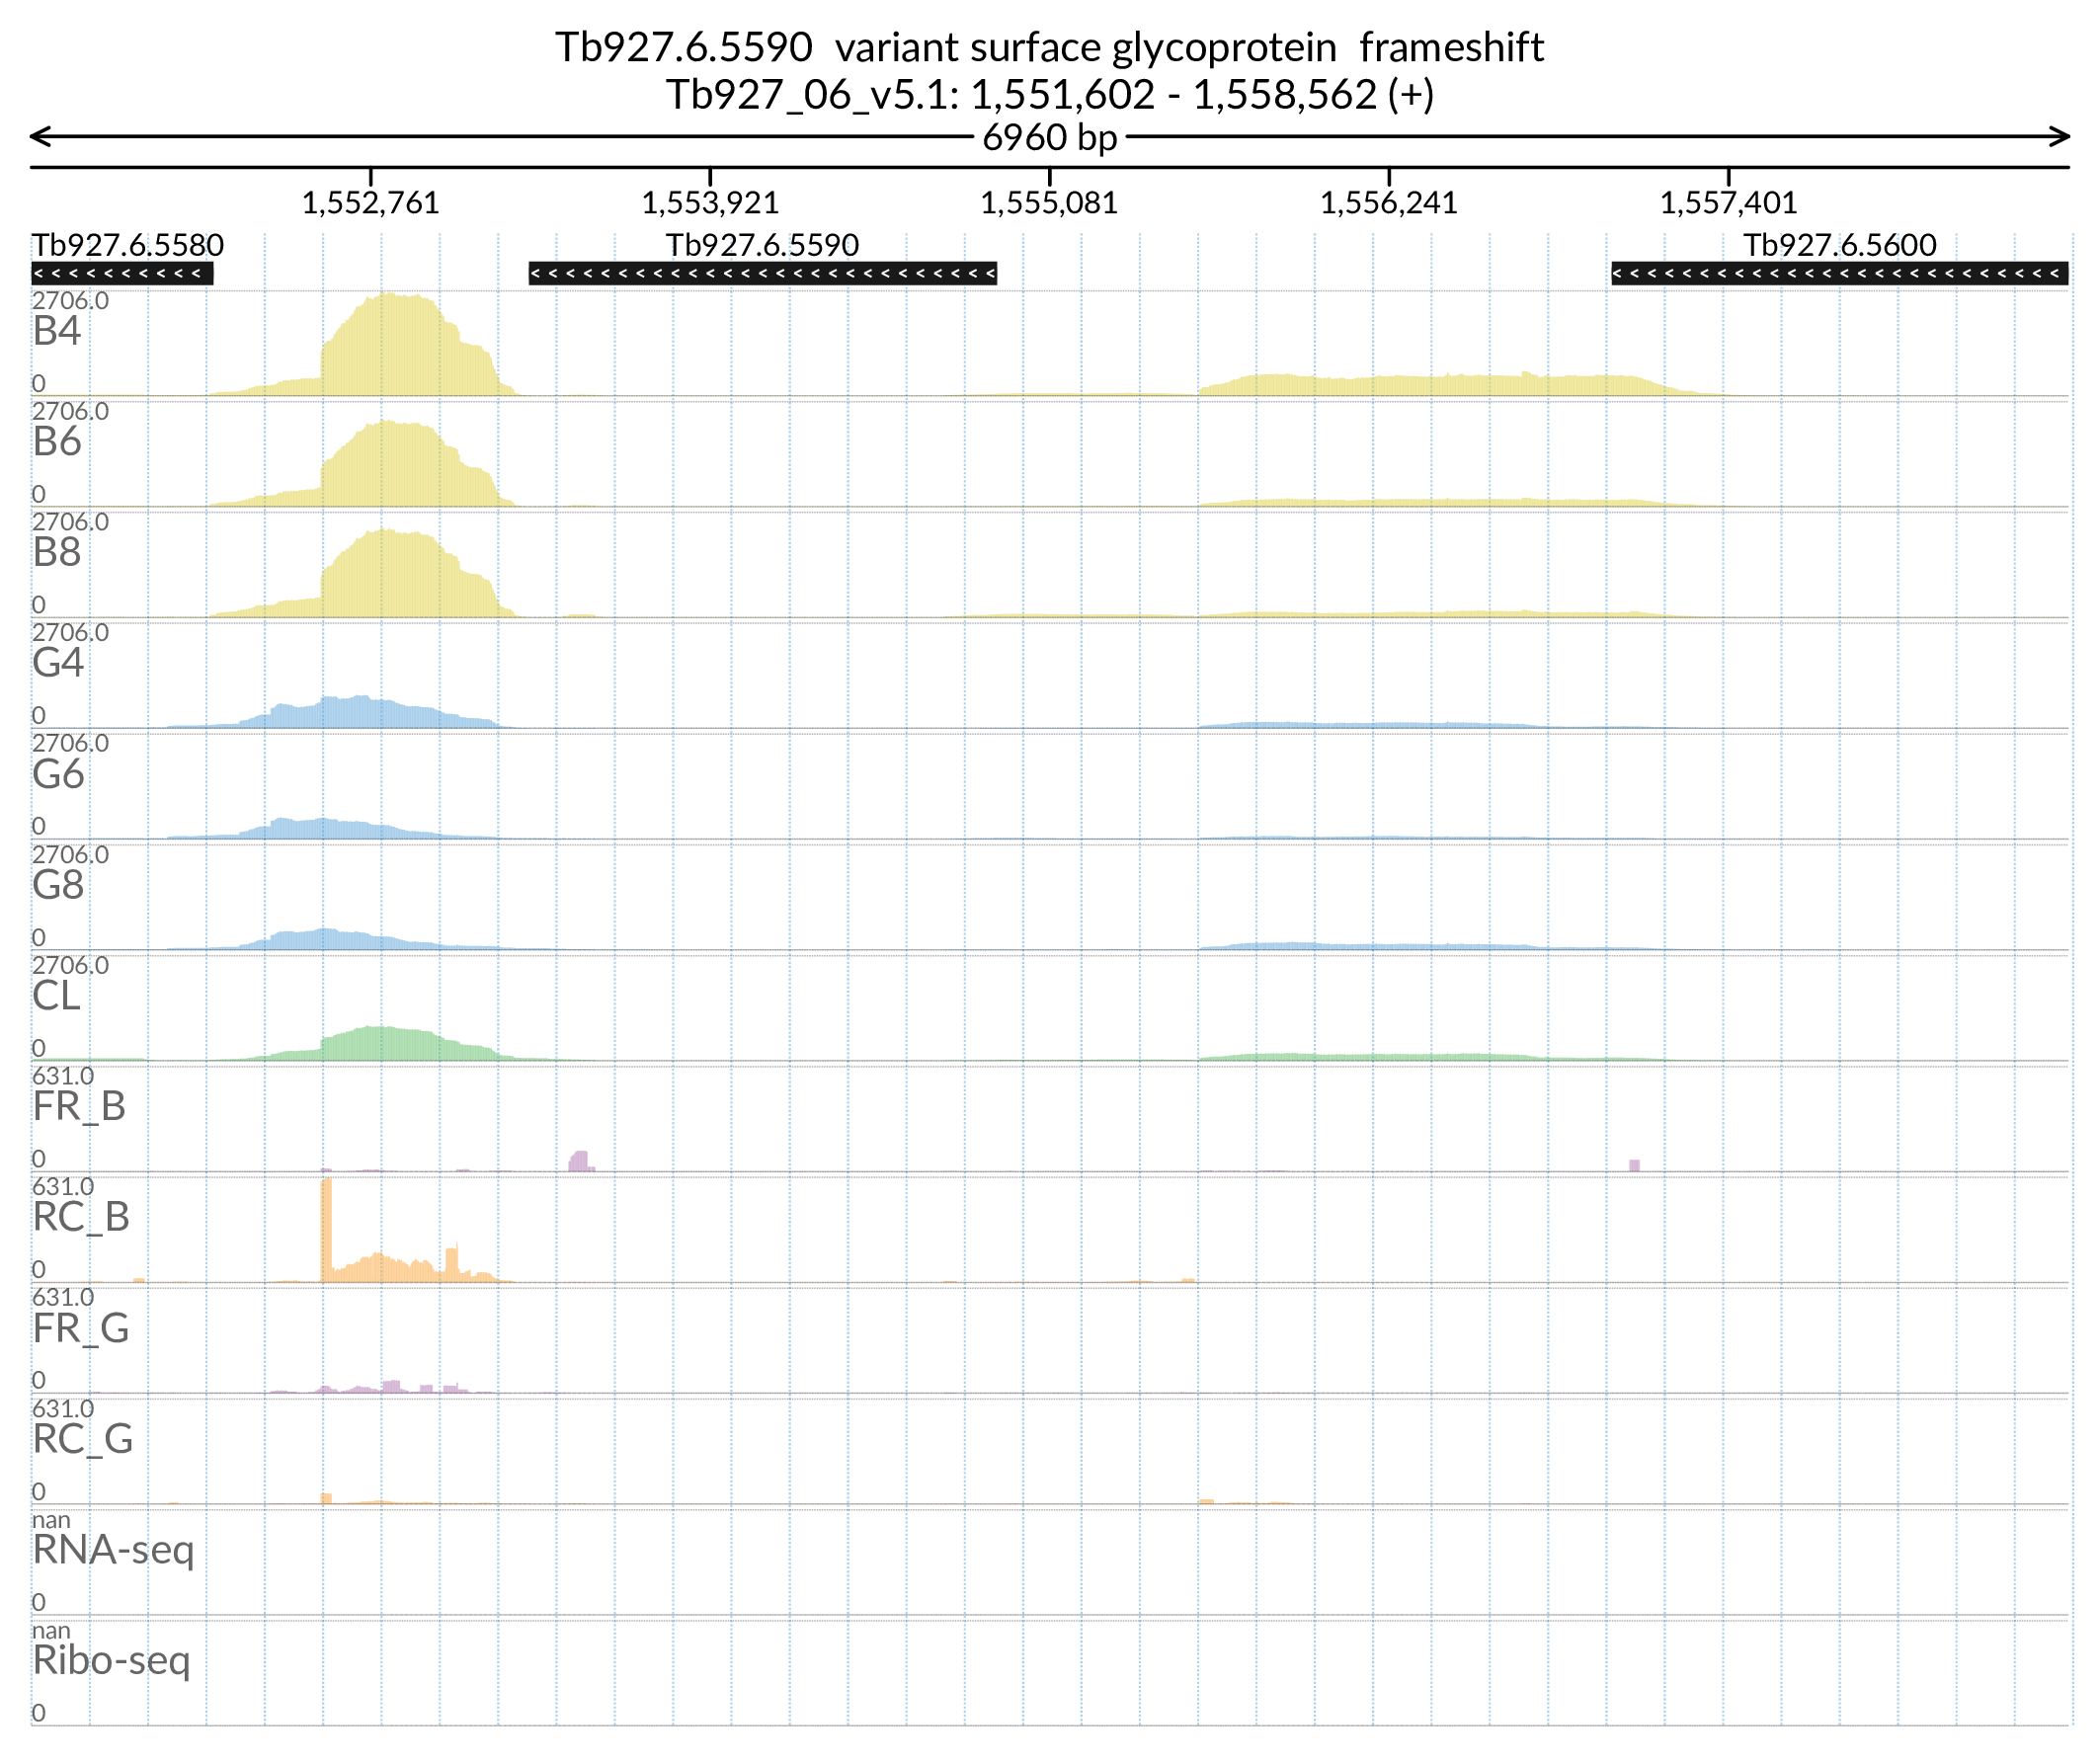 Tb927.6.5590  variant surface glycoprotein  frameshift
Tb927_06_v5.1: 1,551,602 - 1,558,562 (+)
6960 bp
1,552,761 1,553,921 1,555,081 1,556,241 1,557,401
Tb927.6.5580 Tb927.6.5590 Tb927.6.5600
2706.0
B4
0
2706.0
B6
0
2706.0
B8
0
2706.0
G4
0
2706.0
G6
0
2706.0
G8
0
2706.0
CL
0
631.0
FR_B
0
631.0
RC_B
0
631.0
FR_G
0
631.0
RC_G
0
nan
RNA-seq
0
nan
Ribo-seq
0